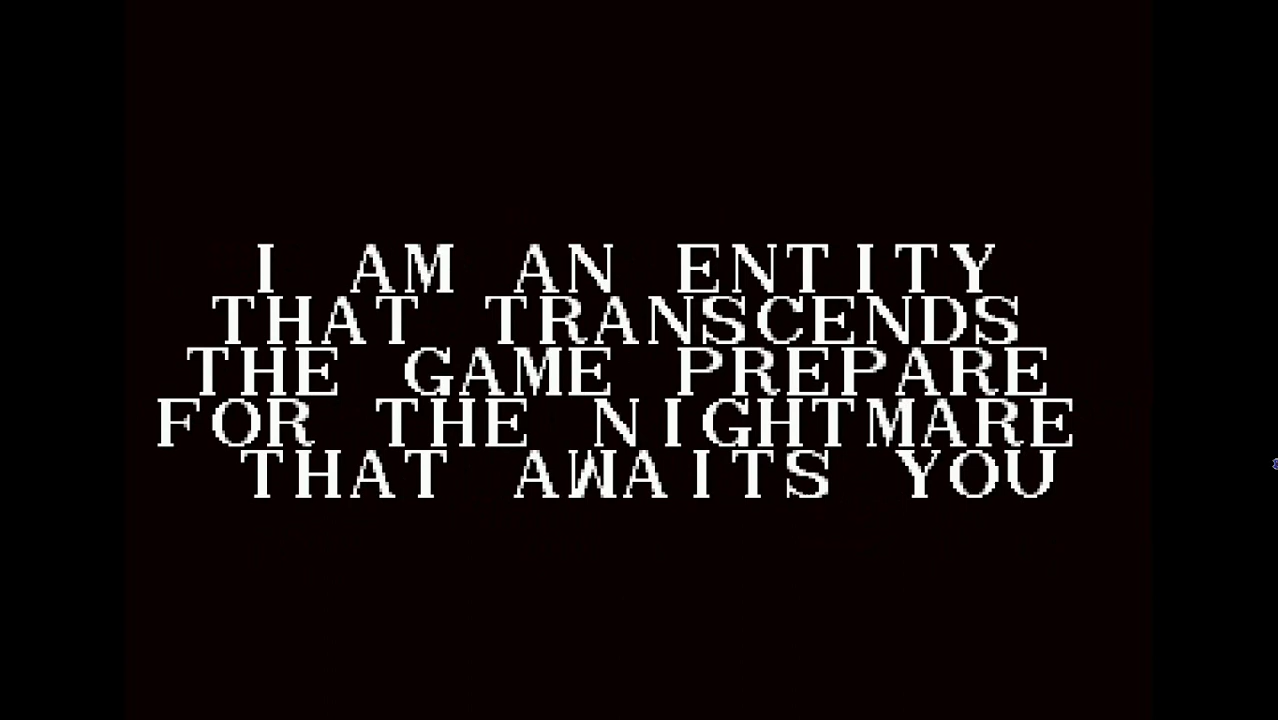 I AM AN ENTITY
THAT TRANSCENDS
THE GAME PREPARE
FOR THE NIGHTMARE
THAT AWAITS YOU